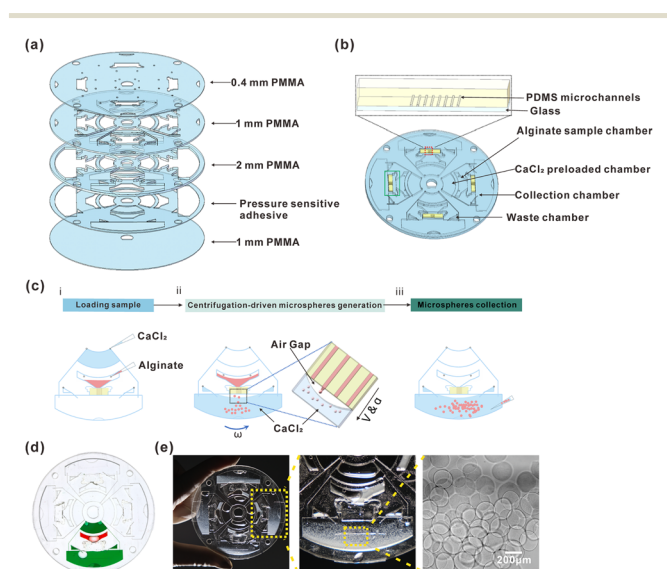 (a)
0.4 mm PMMA
1 mm PMMA
2 mm PMMA
Pressure sensitive
adhesive
1 mm PMMA
(b)
PDMS microchannels
Glass
Alginate sample chamber
CaCl₂ preloaded chamber
Collection chamber
Waste chamber
(c)
i
ii
iii
Loading sample
Centrifugation-driven microspheres generation
Microspheres collection
CaCl₂
Alginate
Air Gap
V & a
CaCl₂
ω
(d)
(e)
200μm